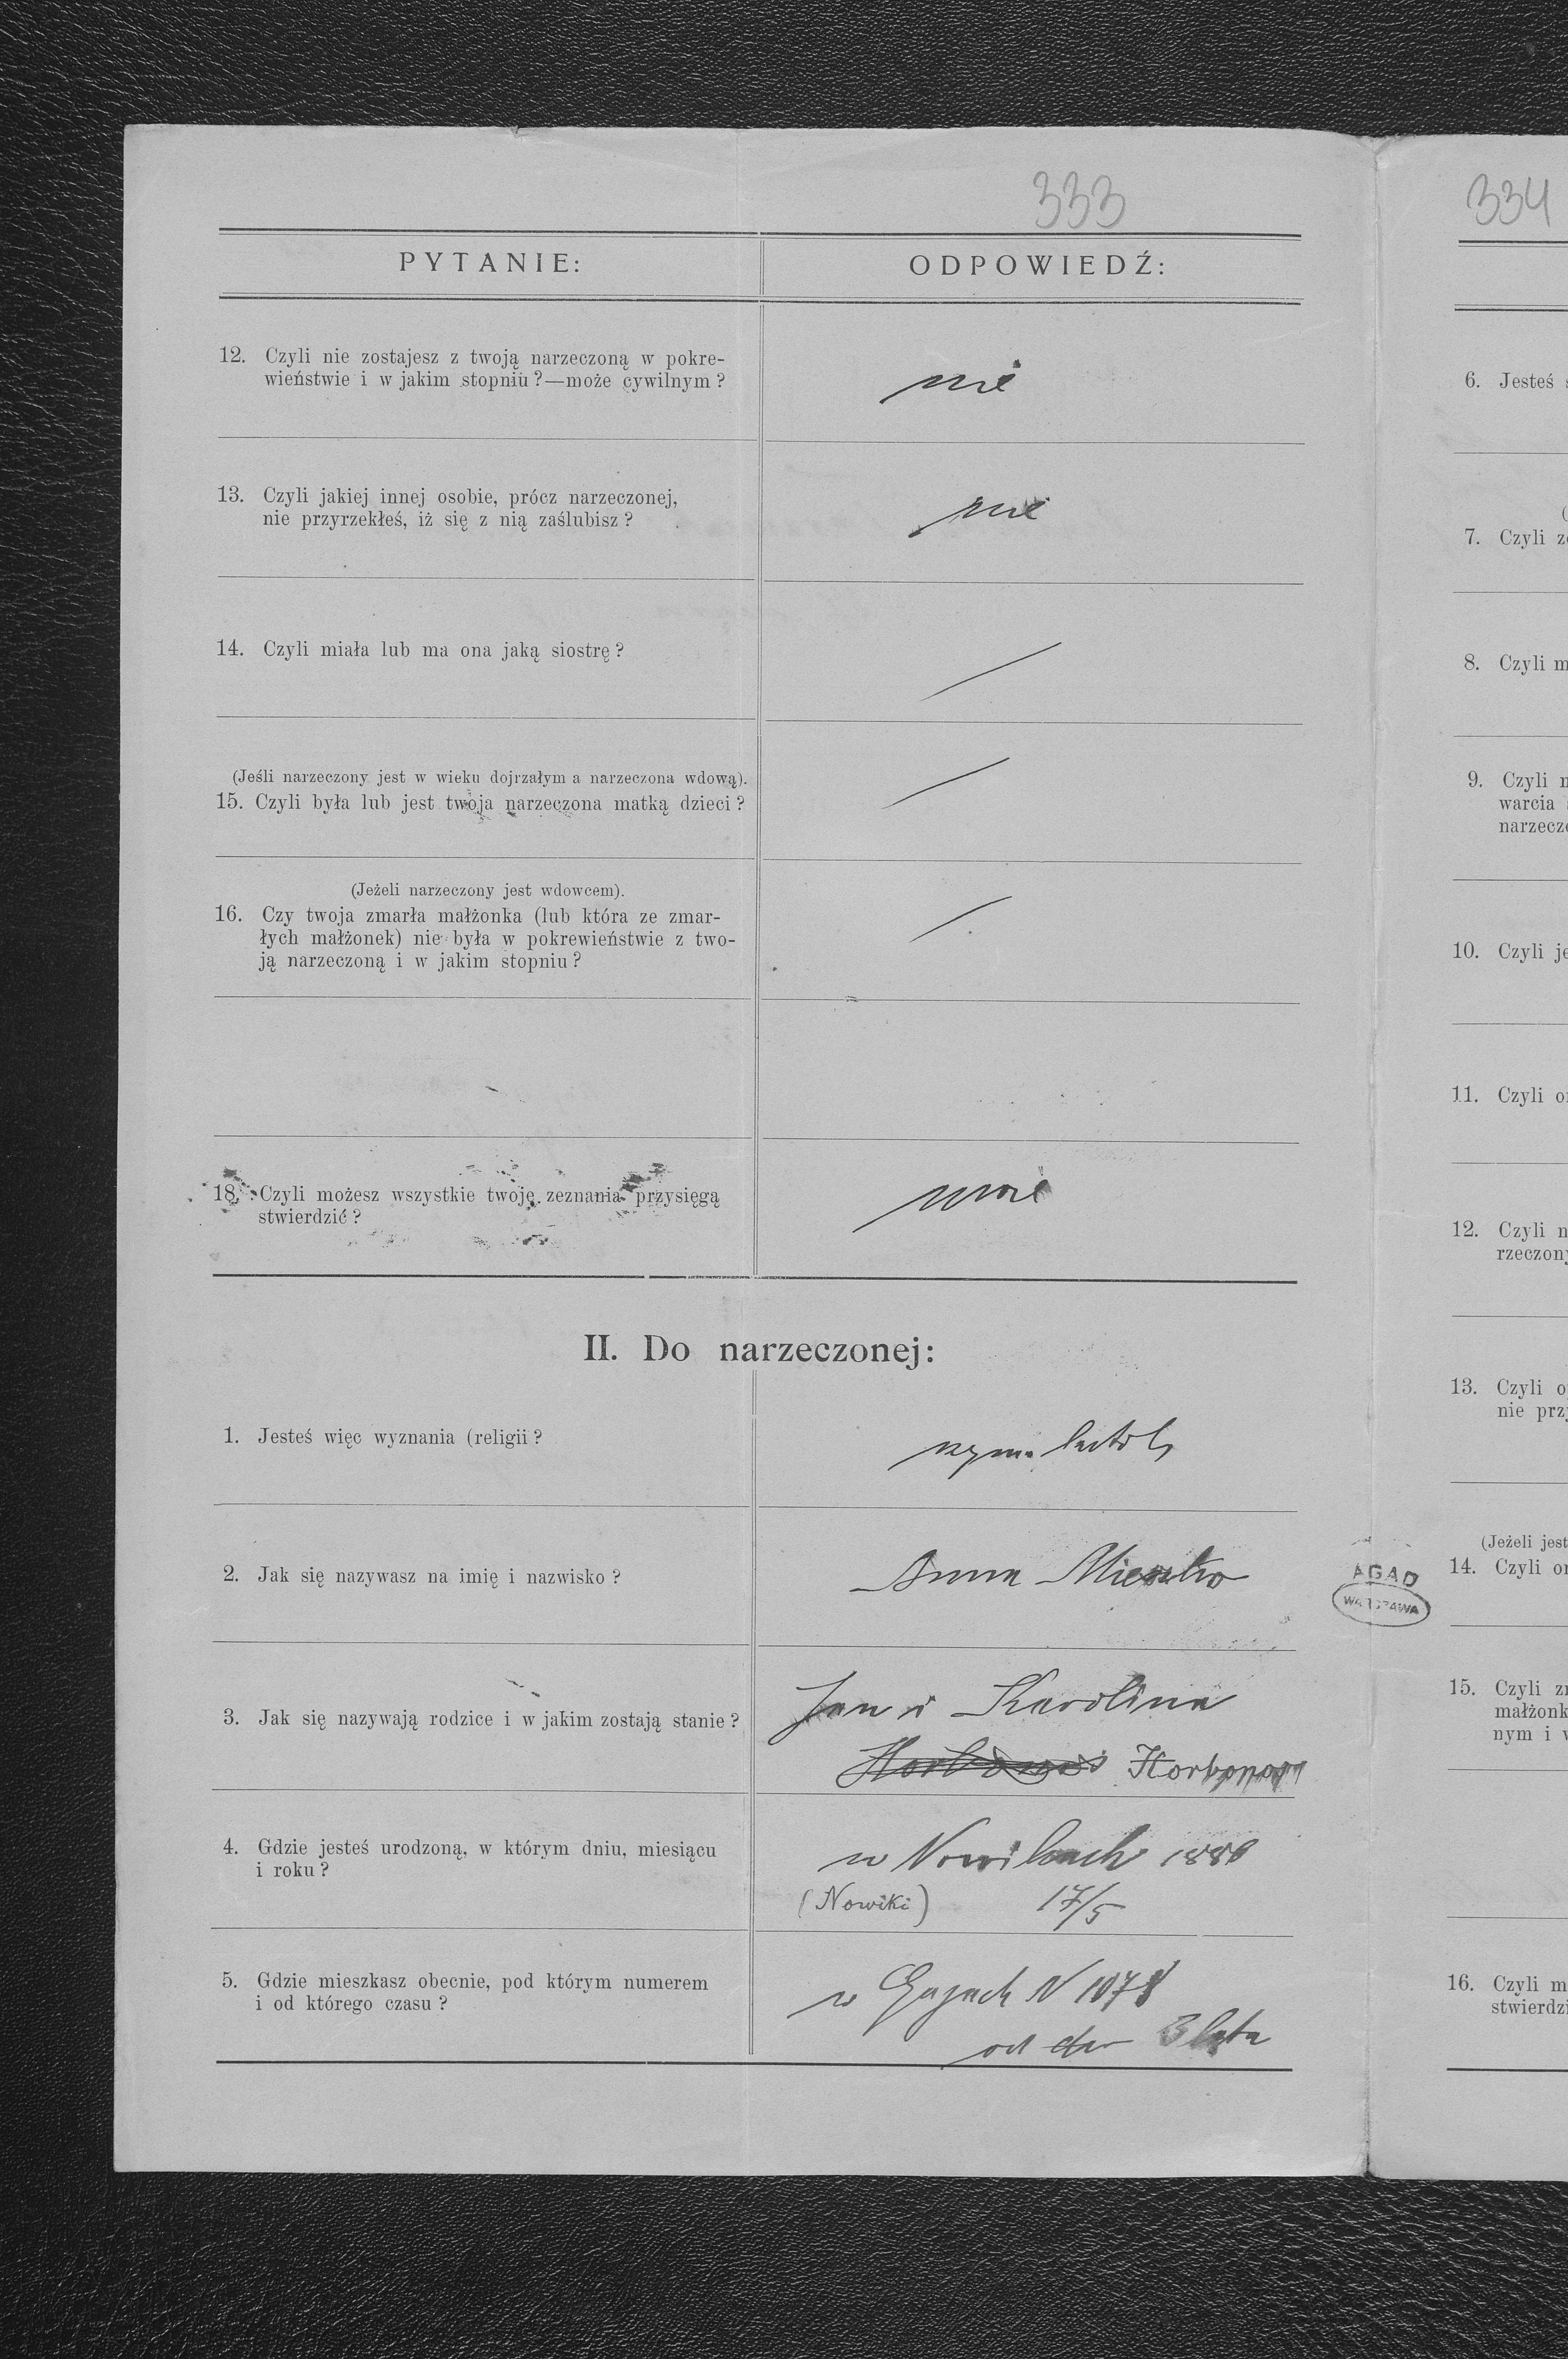 333
PYTANIE:
ODPOWIEDŹ:
12. Czyli nie zostajesz z twoją narzeczoną w pokre-
wieństwie i w jakim stopniu?—może cywilnym?
nie
13. Czyli jakiej innej osobie, prócz narzeczonej,
nie przyrzekłeś, iż się z nią zaślubisz?
nie
14. Czyli miała lub ma ona jaką siostrę?
(Jeśli narzeczony jest w wieku dojrzałym a narzeczona wdową).
15. Czyli była lub jest twoja narzeczona matką dzieci?
(Jeżeli narzeczony jest wdowcem).
16. Czy twoja zmarła małżonka (lub która ze zmar-
łych małżonek) nie była w pokrewieństwie z two-
ją narzeczoną i w jakim stopniu?
18. Czyli możesz wszystkie twoje zeznania przysięgą
stwierdzić?
II. Do narzeczonej:
1. Jesteś więc wyznania (religii?
2. Jak się nazywasz na imię i nazwisko?
Anna
3. Jak się nazywają rodzice i w jakim zostają stanie?
Jan i Karolina
4. Gdzie jesteś urodzoną, w którym dniu, miesiącu
i roku?
w
(Nowiki) 17/5
5. Gdzie mieszkasz obecnie, pod którym numerem
i od którego czasu?
w Gajach N
od 3 lata
AGAD
WARSZAWA
334
6. Jesteś
7. Czyli
8. Czyli
9. Czyli
warcia
10. Czyli
11. Czyli
12. Czyli
13. Czyli
nie
(Jeżeli jest
14. Czyli
15. Czyli
nym i
16. Czyli